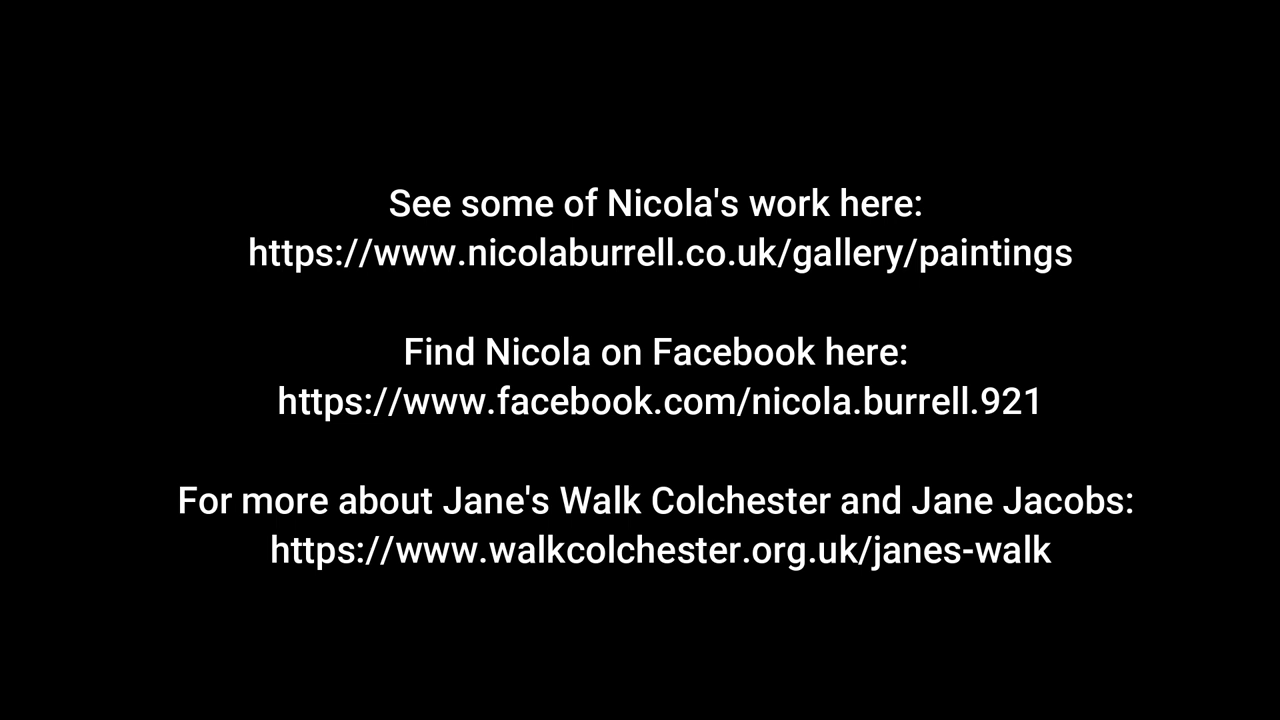 See some of Nicola's work here:
https://www.nicolaburrell.co.uk/gallery/paintings
Find Nicola on Facebook here:
https://www.facebook.com/nicola.burrell.921
For more about Jane's Walk Colchester and Jane Jacobs:
https://www.walkcolchester.org.uk/janes-walk